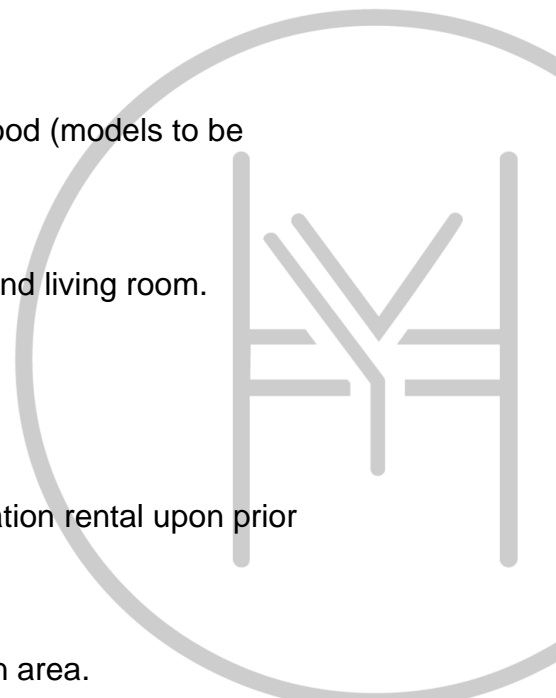 ood (models to be
nd living room.
ation rental upon prior
n area.